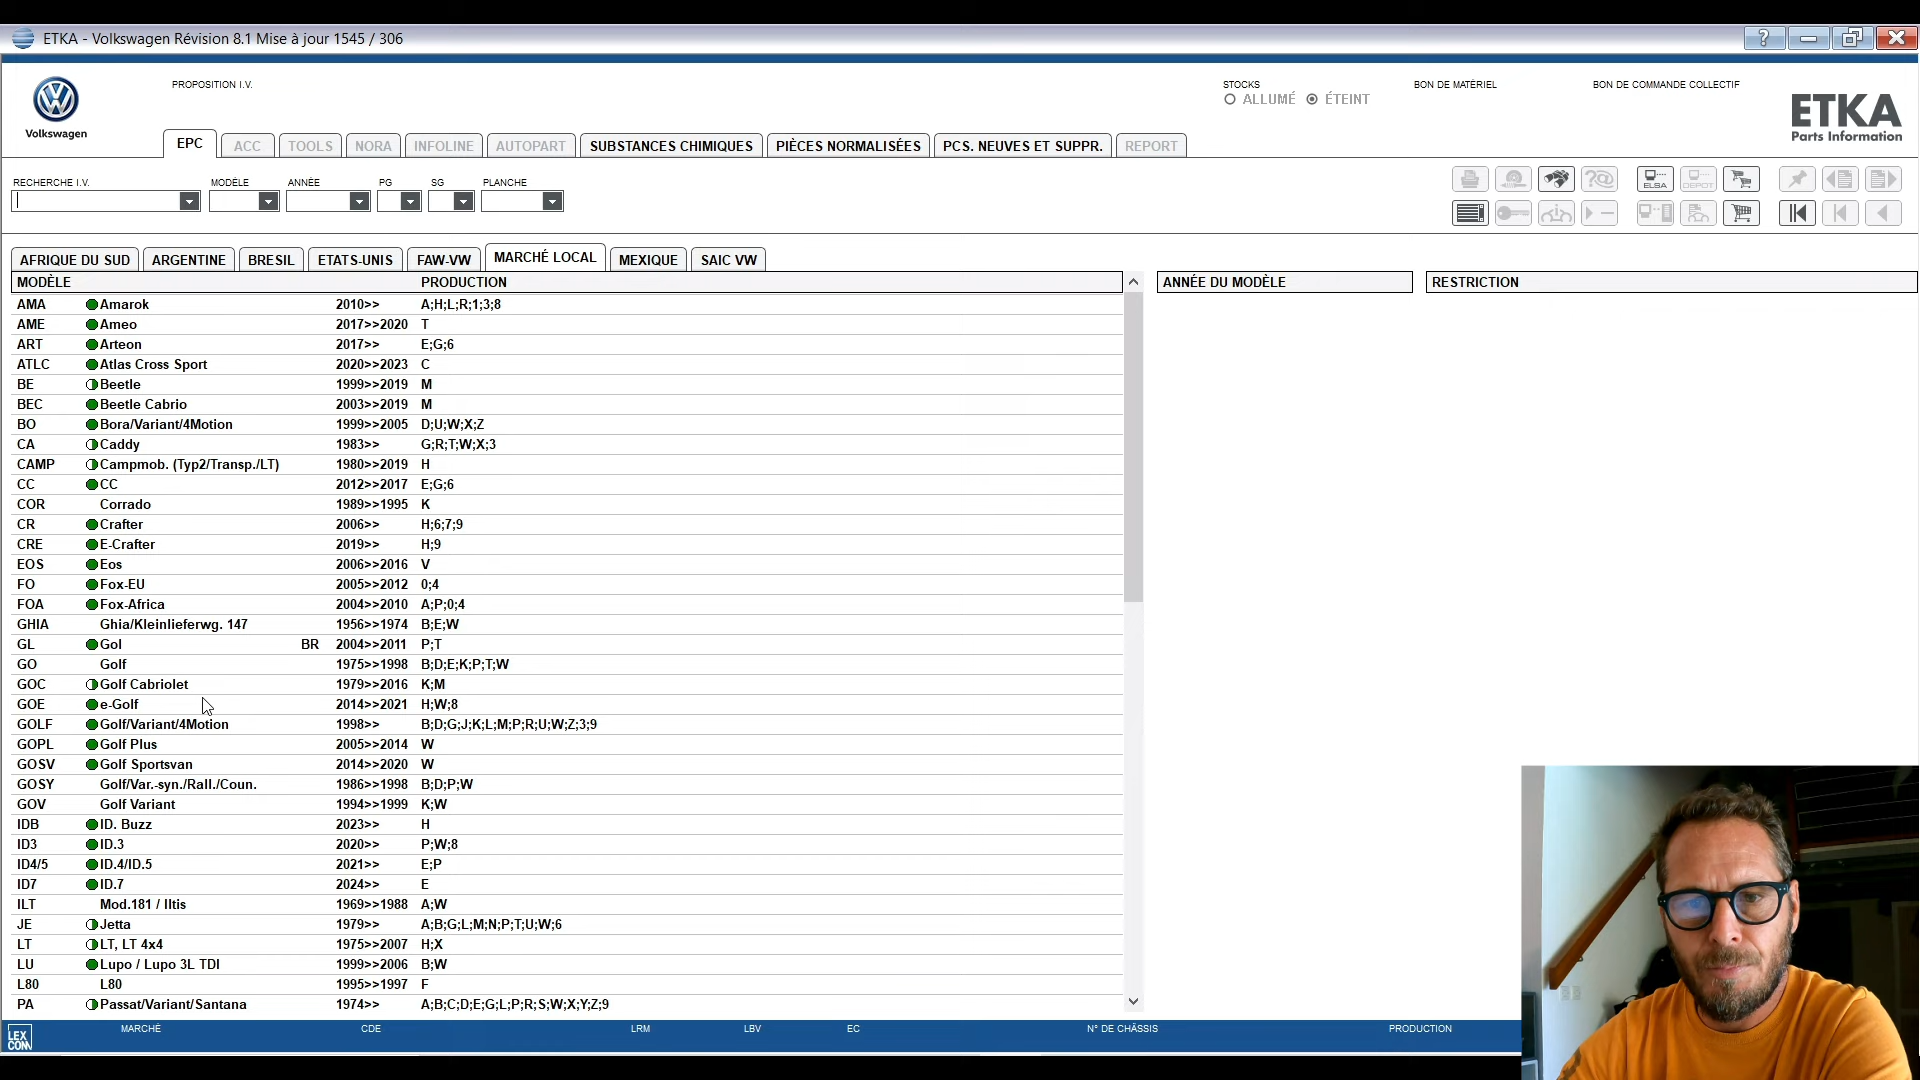 ETKA - Volkswagen Révision 8.1 Mise à jour 1545 / 306
PROPOSITION I.V.
STOCKS
ALLUMÉ ÉTEINT
BON DE MATÉRIEL
BON DE COMMANDE COLLECTIF
ETKA
Parts Information
Volkswagen
EPC ACC TOOLS NORA INFOLINE AUTOPART SUBSTANCES CHIMIQUES PIÈCES NORMALISÉES PCS. NEUVES ET SUPPR. REPORT
RECHERCHE I.V. MODÈLE ANNÉE PG SG PLANCHE
ELSA DEPOT
AFRIQUE DU SUD ARGENTINE BRESIL ETATS-UNIS FAW-VW MARCHÉ LOCAL MEXIQUE SAIC VW
MODÈLE PRODUCTION ANNÉE DU MODÈLE RESTRICTION
AMA Amarok 2010>> A;H;L;R;1;3;8
AME Ameo 2017>>2020 T
ART Arteon 2017>> E;G;6
ATLC Atlas Cross Sport 2020>>2023 C
BE Beetle 1999>>2019 M
BEC Beetle Cabrio 2003>>2019 M
BO Bora/Variant/4Motion 1999>>2005 D;U;W;X;Z
CA Caddy 1983>> G;R;T;W;X;3
CAMP Campmob. (Typ2/Transp./LT) 1980>>2019 H
CC CC 2012>>2017 E;G;6
COR Corrado 1989>>1995 K
CR Crafter 2006>> H;6;7;9
CRE E-Crafter 2019>> H;9
EOS Eos 2006>>2016 V
FO Fox-EU 2005>>2012 0;4
FOA Fox-Africa 2004>>2010 A;P;0;4
GHIA Ghia/Kleinlieferwg. 147 1956>>1974 B;E;W
GL Gol BR 2004>>2011 P;T
GO Golf 1975>>1998 B;D;E;K;P;T;W
GOC Golf Cabriolet 1979>>2016 K;M
GOE e-Golf 2014>>2021 H;W;8
GOLF Golf/Variant/4Motion 1998>> B;D;G;J;K;L;M;P;R;U;W;Z;3;9
GOPL Golf Plus 2005>>2014 W
GOSV Golf Sportsvan 2014>>2020 W
GOSY Golf/Var.-syn./Rall./Coun. 1986>>1998 B;D;P;W
GOV Golf Variant 1994>>1999 K;W
IDB ID. Buzz 2023>> H
ID3 ID.3 2020>> P;W;8
ID4/5 ID.4/ID.5 2021>> E;P
ID7 ID.7 2024>> E
ILT Mod.181 / Iltis 1969>>1988 A;W
JE Jetta 1979>> A;B;G;L;M;N;P;T;U;W;6
LT LT, LT 4x4 1975>>2007 H;X
LU Lupo / Lupo 3L TDI 1999>>2006 B;W
L80 L80 1995>>1997 F
PA Passat/Variant/Santana 1974>> A;B;C;D;E;G;L;P;R;S;W;X;Y;Z;9
LEX
COM
MARCHÉ CDE LRM LBV EC N° DE CHÂSSIS PRODUCTION